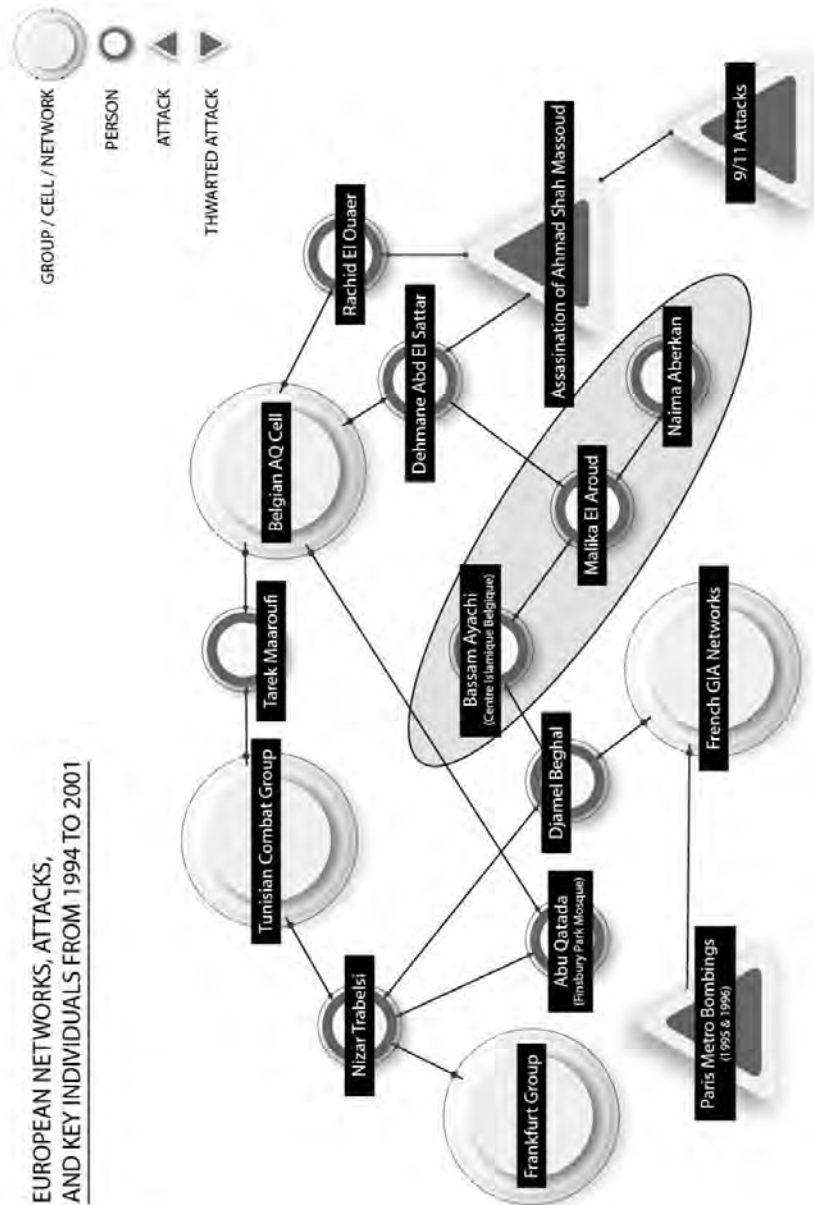 EUROPEAN NETWORKS, ATTACKS,
AND KEY INDIVIDUALS FROM 1994 TO 2001
GROUP / CELL / NETWORK
PERSON
ATTACK
THWARTED ATTACK
Tunisian Combat Group
Tarek Maaroufi
Belgian AQ Cell
Rachid El Ouaer
Nizar Trabelsi
Dehmane Abd El Sattar
Frankfurt Group
Abu Qatada
(Finsbury Park Mosque)
Djamel Beghal
Bassam Ayachi
(Centre Islamique Belgique)
Malika El Aroud
Naima Aberkan
Assasination of Ahmad Shah Massoud
Paris Metro Bombings
(1995 & 1996)
French GIA Networks
9/11 Attacks